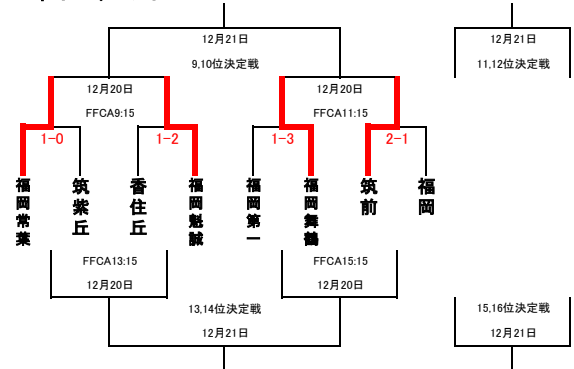 12月21日 12月21日
9,10位決定戦 11,12位決定戦
12月20日 12月20日
FFCA9:15 FFCA11:15
1-0 1-2 1-3 2-1
福岡常葉 筑紫丘 香住丘 福岡魁誠 福岡第一 福岡舞鶴 筑前 福岡
FFCA13:15 FFCA15:15
12月20日 12月20日
13,14位決定戦 15,16位決定戦
12月21日 12月21日